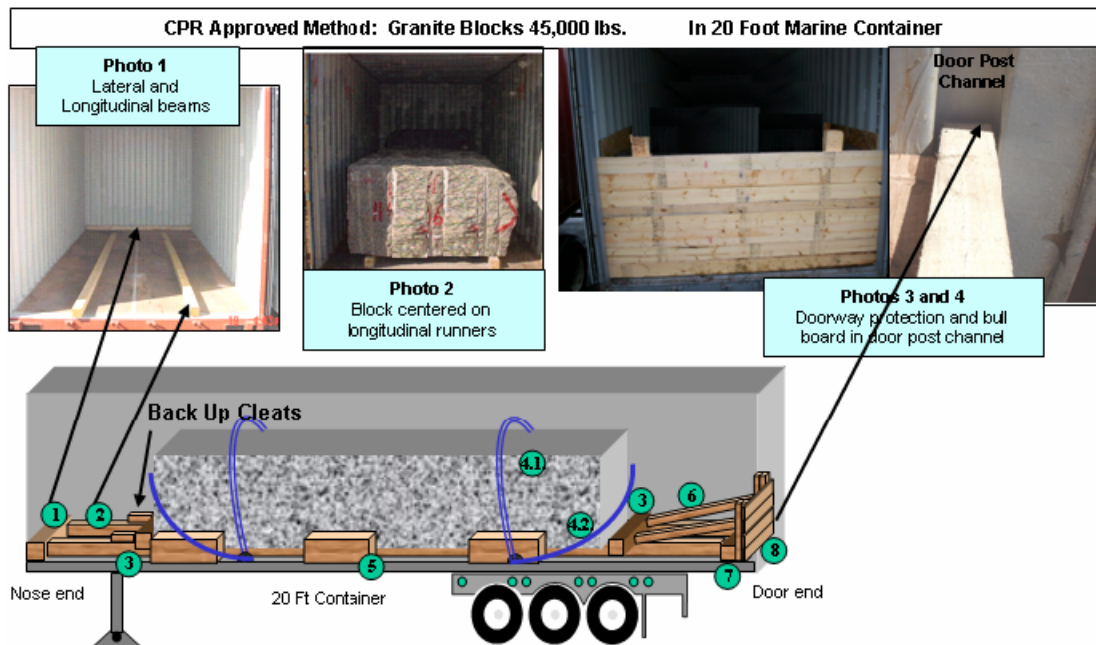 CPR Approved Method: Granite Blocks 45,000 lbs. In 20 Foot Marine Container
Photo 1
Lateral and
Longitudinal beams
Photo 2
Block centered on
longitudinal runners
Door Post
Channel
Photos 3 and 4
Doorway protection and bull
board in door post channel
Back Up Cleats
1
2
3
4.1.
4.2.
3
6
5
7
8
Nose end
20 Ft Container
Door end